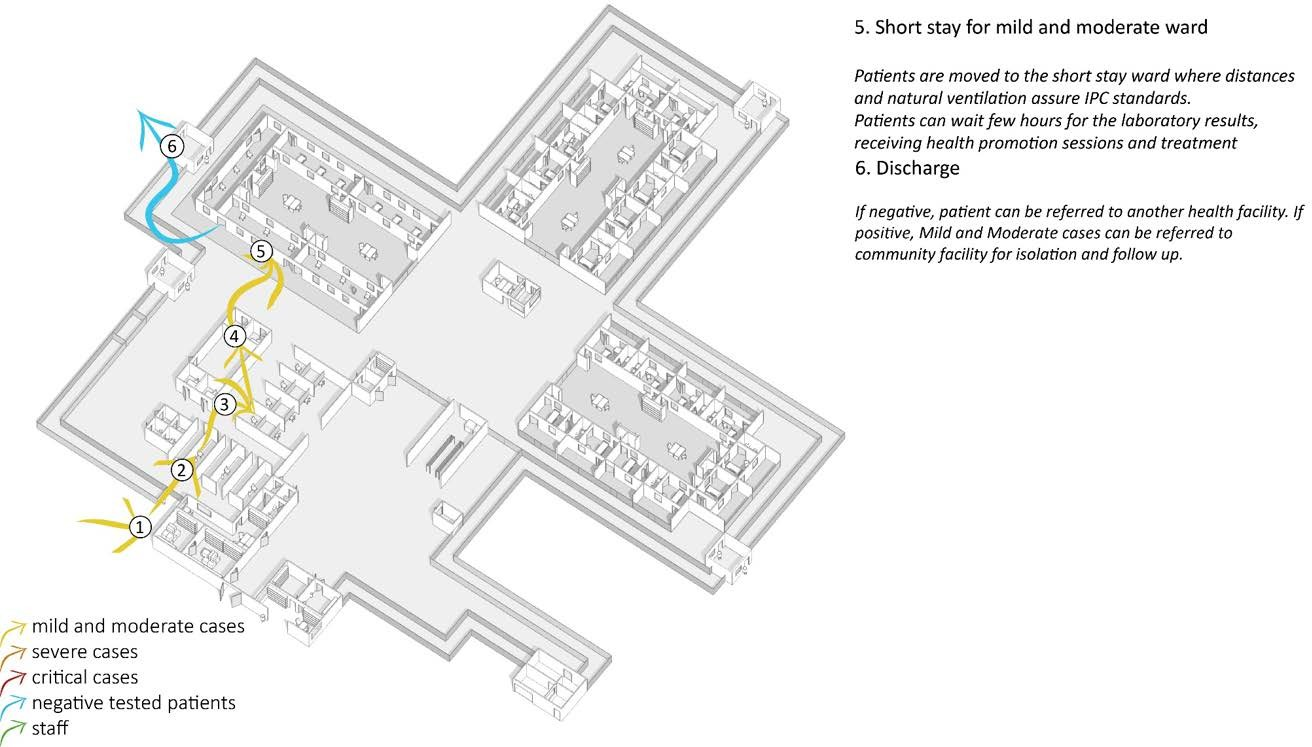 5. Short stay for mild and moderate ward
Patients are moved to the short stay ward where distances
and natural ventilation assure IPC standards.
Patients can wait few hours for the laboratory results,
receiving health promotion sessions and treatment
6. Discharge
If negative, patient can be referred to another health facility. If
positive, Mild and Moderate cases can be referred to
community facility for isolation and follow up.
6
5
4
3
2
1
mild and moderate cases
severe cases
critical cases
negative tested patients
staff